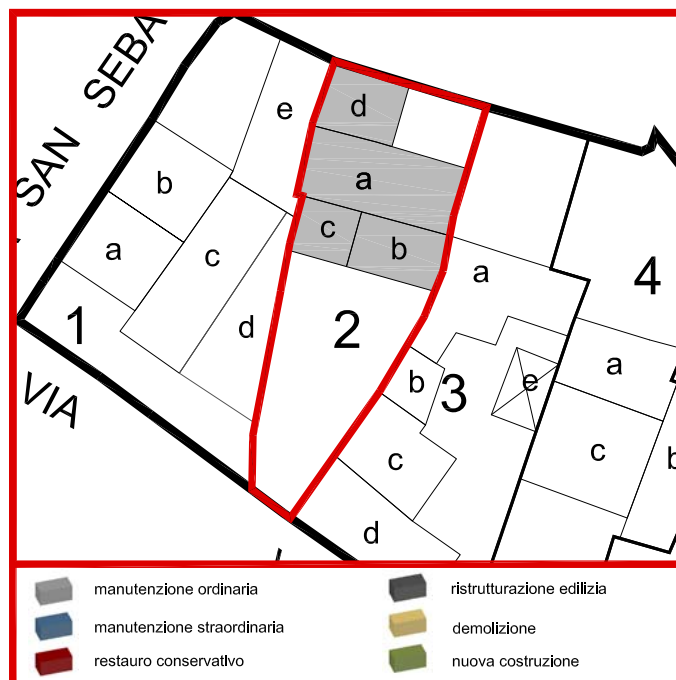 SAN SEBA
VIA
1
a
b
c
d
e
2
d
a
c
b
3
a
b
c
d
e
4
a
c
b
manutenzione ordinaria
manutenzione straordinaria
restauro conservativo
ristrutturazione edilizia
demolizione
nuova costruzione